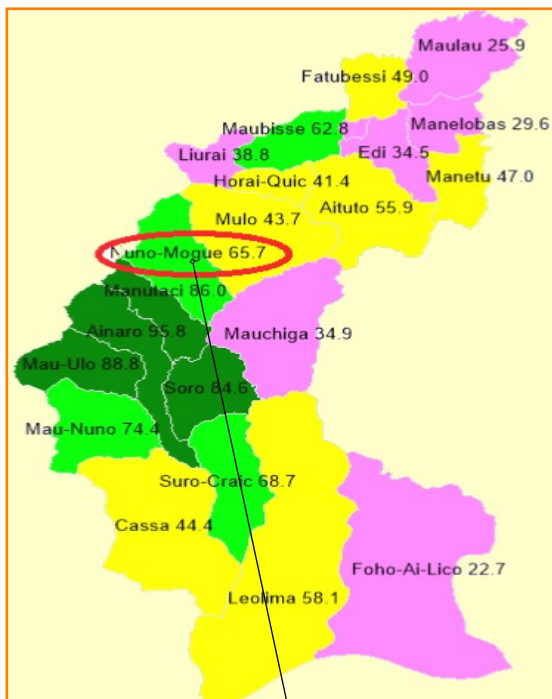 Maulau 25.9
Fatubessi 49.0
Manelobas 29.6
Maubisse 62.8
Edi 34.5
Liurai 38.8
Manetu 47.0
Horai-Quic 41.4
Aituto 55.9
Mulo 43.7
Nuno-Mogue 65.7
Manutaci 86.0
Ainaro 95.8
Mauchiga 34.9
Mau-Ulo 88.8
Soro 84.6
Mau-Nuno 74.4
Suro-Craic 68.7
Cassa 44.4
Foho-Ai-Lico 22.7
Leolima 58.1